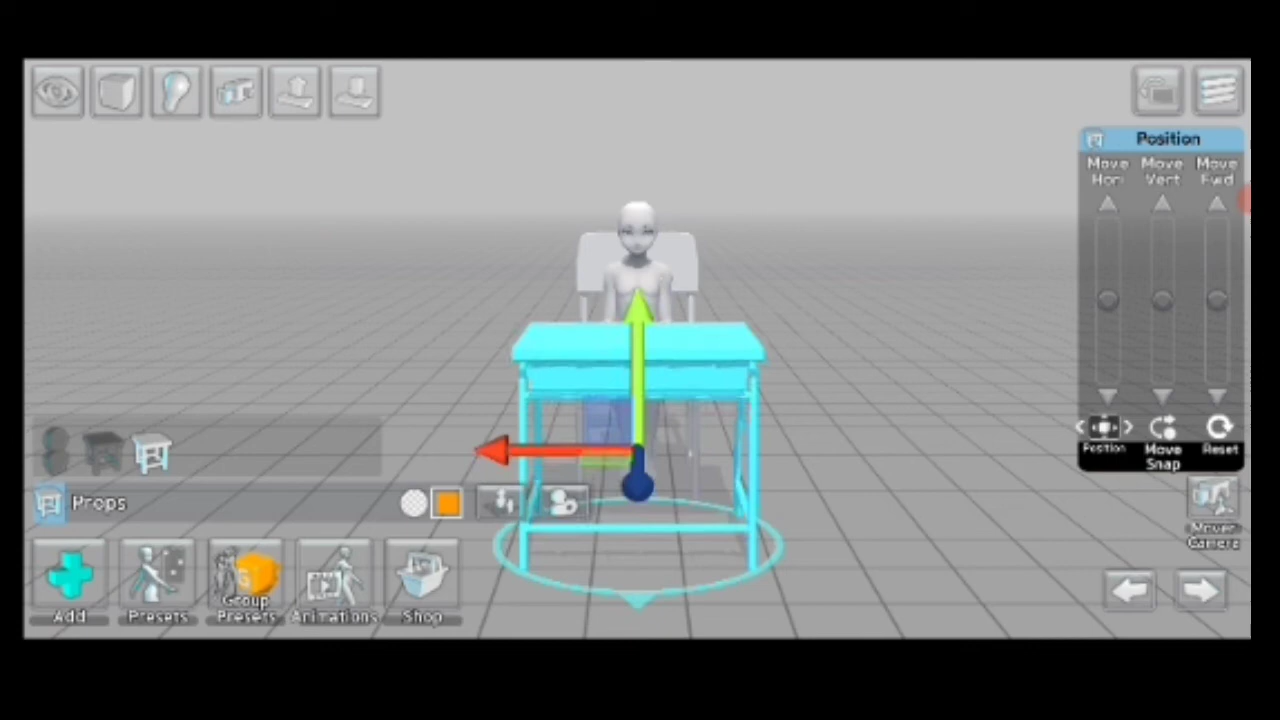 Position
Move Move Move
Hori Vert Fwd
Position Move Reset
Snap
Props
Move
Camera
Group
Add Presets Presets Animations Shop